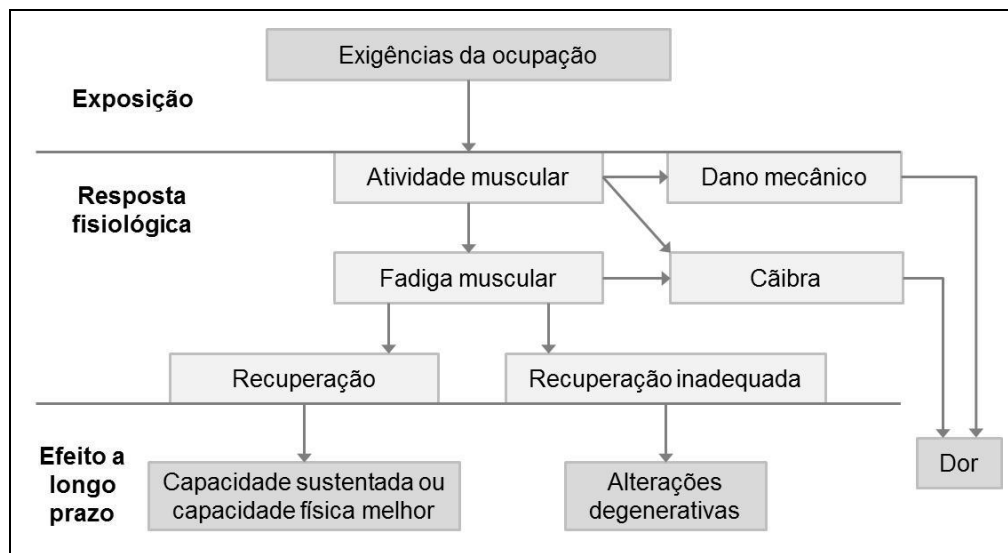 Exigências da ocupação
Exposição
Atividade muscular
Dano mecânico
Resposta
fisiológica
Fadiga muscular
Cãibra
Recuperação
Recuperação inadequada
Efeito a
longo
prazo
Capacidade sustentada ou
capacidade física melhor
Alterações
degenerativas
Dor